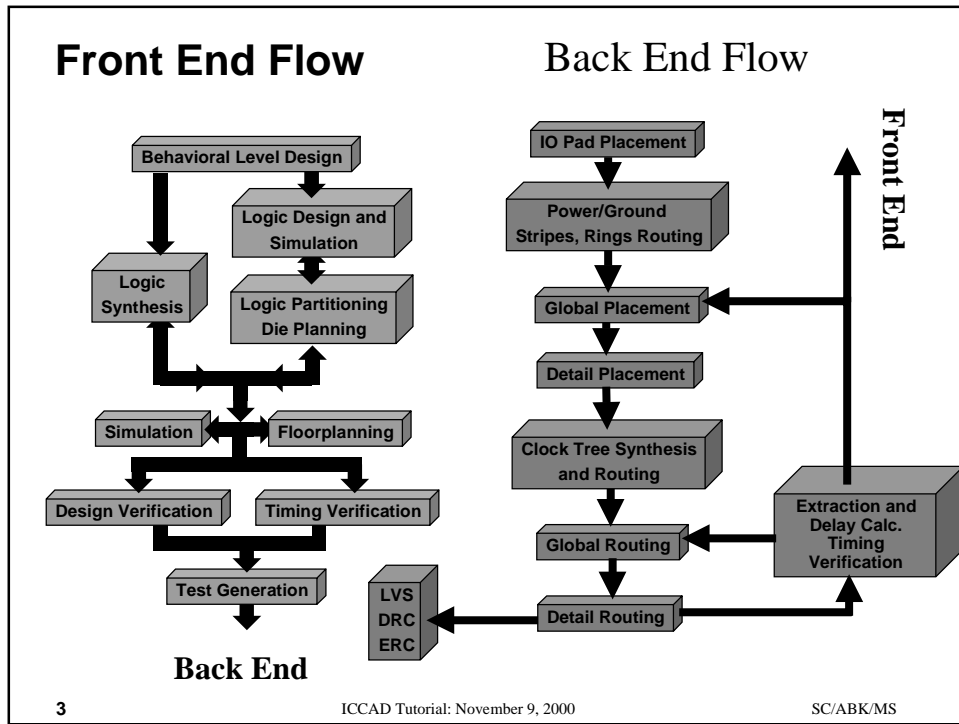 Front End Flow
Behavioral Level Design
Logic Design and
Simulation
Logic
Synthesis
Logic Partitioning
Die Planning
Simulation
Floorplanning
Design Verification
Timing Verification
Test Generation
Back End
Back End Flow
IO Pad Placement
Power/Ground
Stripes, Rings Routing
Global Placement
Detail Placement
Clock Tree Synthesis
and Routing
Global Routing
Detail Routing
LVS
DRC
ERC
Extraction and
Delay Calc.
Timing
Verification
Front End
3
ICCAD Tutorial: November 9, 2000
SC/ABK/MS